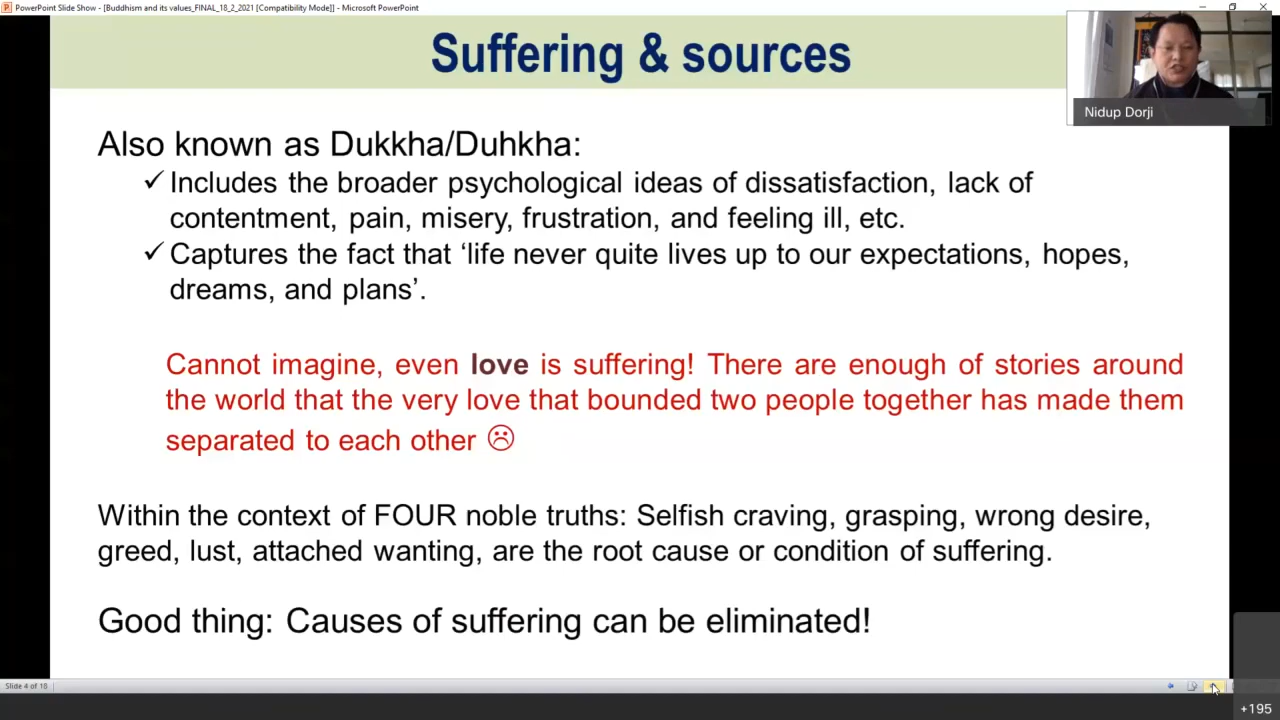 PowerPoint Slide Show - [Buddhism and its values_FINAL_18_2_2021 [Compatibility Mode]] - Microsoft PowerPoint
Suffering & sources
Nidup Dorji
Also known as Dukkha/Duhkha:
✓ Includes the broader psychological ideas of dissatisfaction, lack of
contentment, pain, misery, frustration, and feeling ill, etc.
✓ Captures the fact that ‘life never quite lives up to our expectations, hopes,
dreams, and plans’.
Cannot imagine, even love is suffering! There are enough of stories around
the world that the very love that bounded two people together has made them
separated to each other ☹
Within the context of FOUR noble truths: Selfish craving, grasping, wrong desire,
greed, lust, attached wanting, are the root cause or condition of suffering.
Good thing: Causes of suffering can be eliminated!
Slide 4 of 18
+195